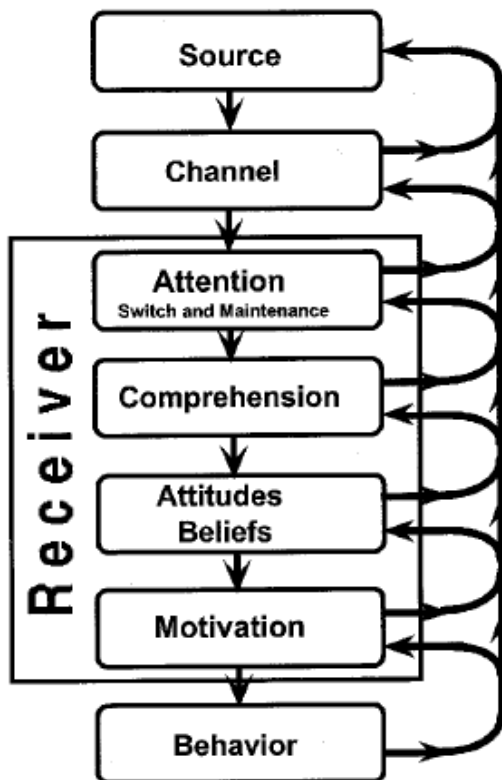 Source
Channel
Attention
Switch and Maintenance
Comprehension
Attitudes
Beliefs
Motivation
Behavior
Receiver